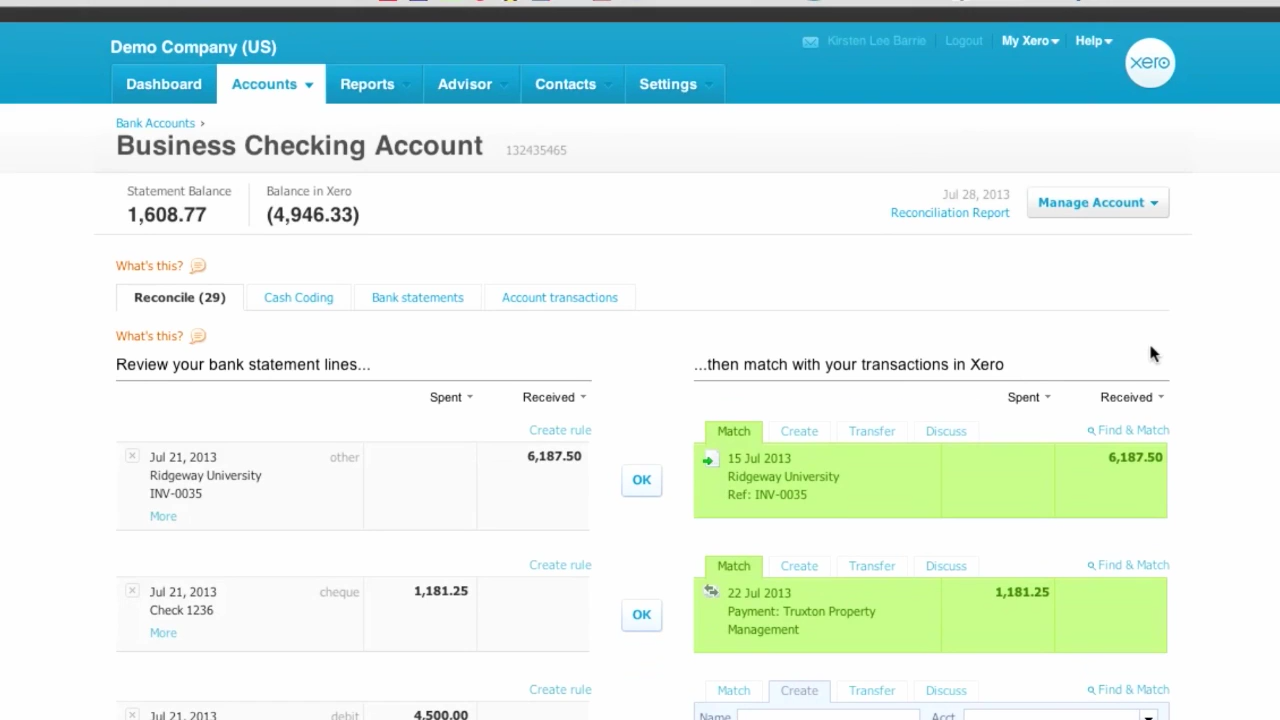 Demo Company (US)
Kirsten Lee Barrie Logout My Xero Help
xero
Dashboard Accounts Reports Advisor Contacts Settings
Bank Accounts ›
Business Checking Account 132435465
Statement Balance Balance in Xero
1,608.77 (4,946.33)
Jul 28, 2013
Reconciliation Report
Manage Account
What's this?
Reconcile (29) Cash Coding Bank statements Account transactions
What's this?
Review your bank statement lines... ...then match with your transactions in Xero
Spent Received Spent Received
Create rule Match Create Transfer Discuss Find & Match
Jul 21, 2013 other 6,187.50
Ridgeway University
INV-0035
More
OK
15 Jul 2013 6,187.50
Ridgeway University
Ref: INV-0035
Create rule Match Create Transfer Discuss Find & Match
Jul 21, 2013 cheque 1,181.25
Check 1236
More
OK
22 Jul 2013 1,181.25
Payment: Truxton Property
Management
Create rule Match Create Transfer Discuss Find & Match
Jul 21, 2013 debit 4,500.00
Name Acct